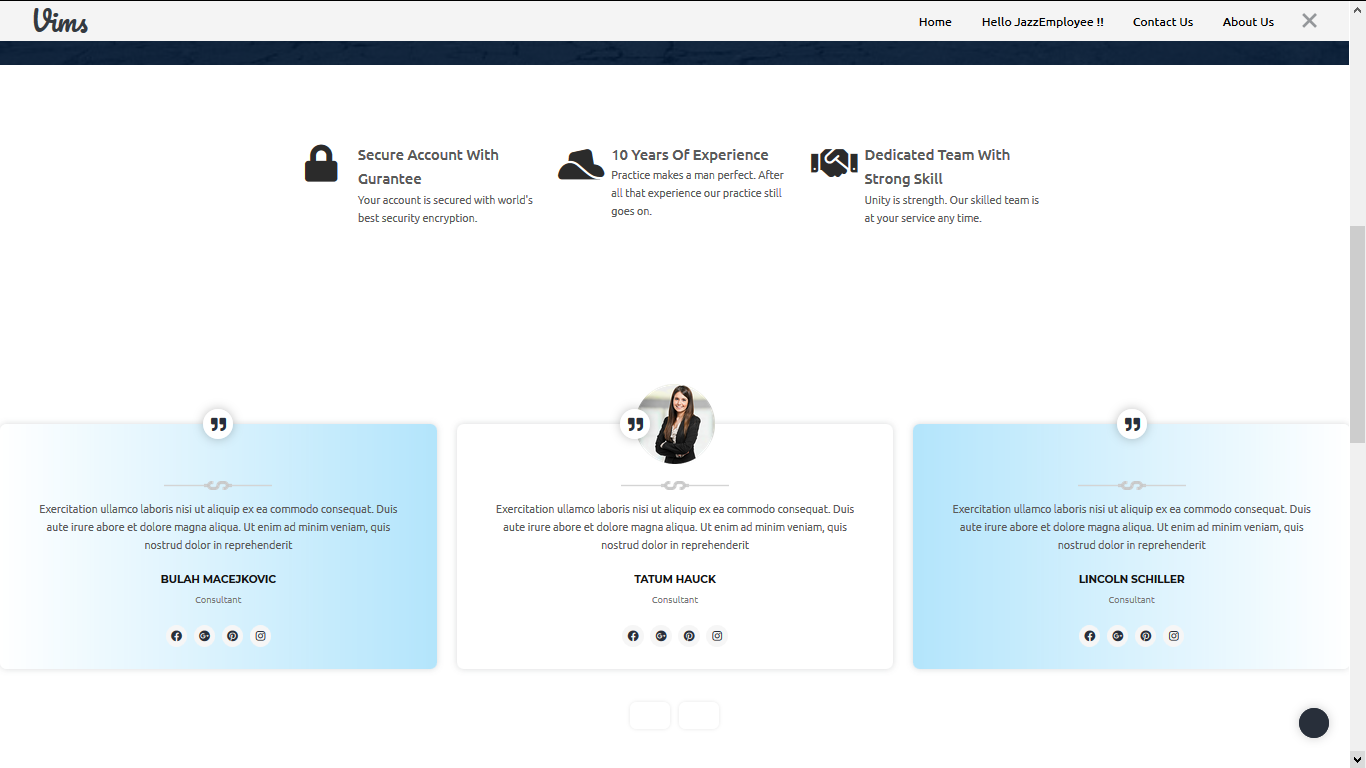 Vims
Home
Hello JazzEmployee !!
Contact Us
About Us
Secure Account With
Gurantee
Your account is secured with world's
best security encryption.
10 Years Of Experience
Practice makes a man perfect. After
all that experience our practice still
goes on.
Dedicated Team With
Strong Skill
Unity is strength. Our skilled team is
at your service any time.
Exercitation ullamco laboris nisi ut aliquip ex ea commodo consequat. Duis
aute irure abore et dolore magna aliqua. Ut enim ad minim veniam, quis
nostrud dolor in reprehenderit
BULAH MACEJKOVIC
Consultant
Exercitation ullamco laboris nisi ut aliquip ex ea commodo consequat. Duis
aute irure abore et dolore magna aliqua. Ut enim ad minim veniam, quis
nostrud dolor in reprehenderit
TATUM HAUCK
Consultant
Exercitation ullamco laboris nisi ut aliquip ex ea commodo consequat. Duis
aute irure abore et dolore magna aliqua. Ut enim ad minim veniam, quis
nostrud dolor in reprehenderit
LINCOLN SCHILLER
Consultant